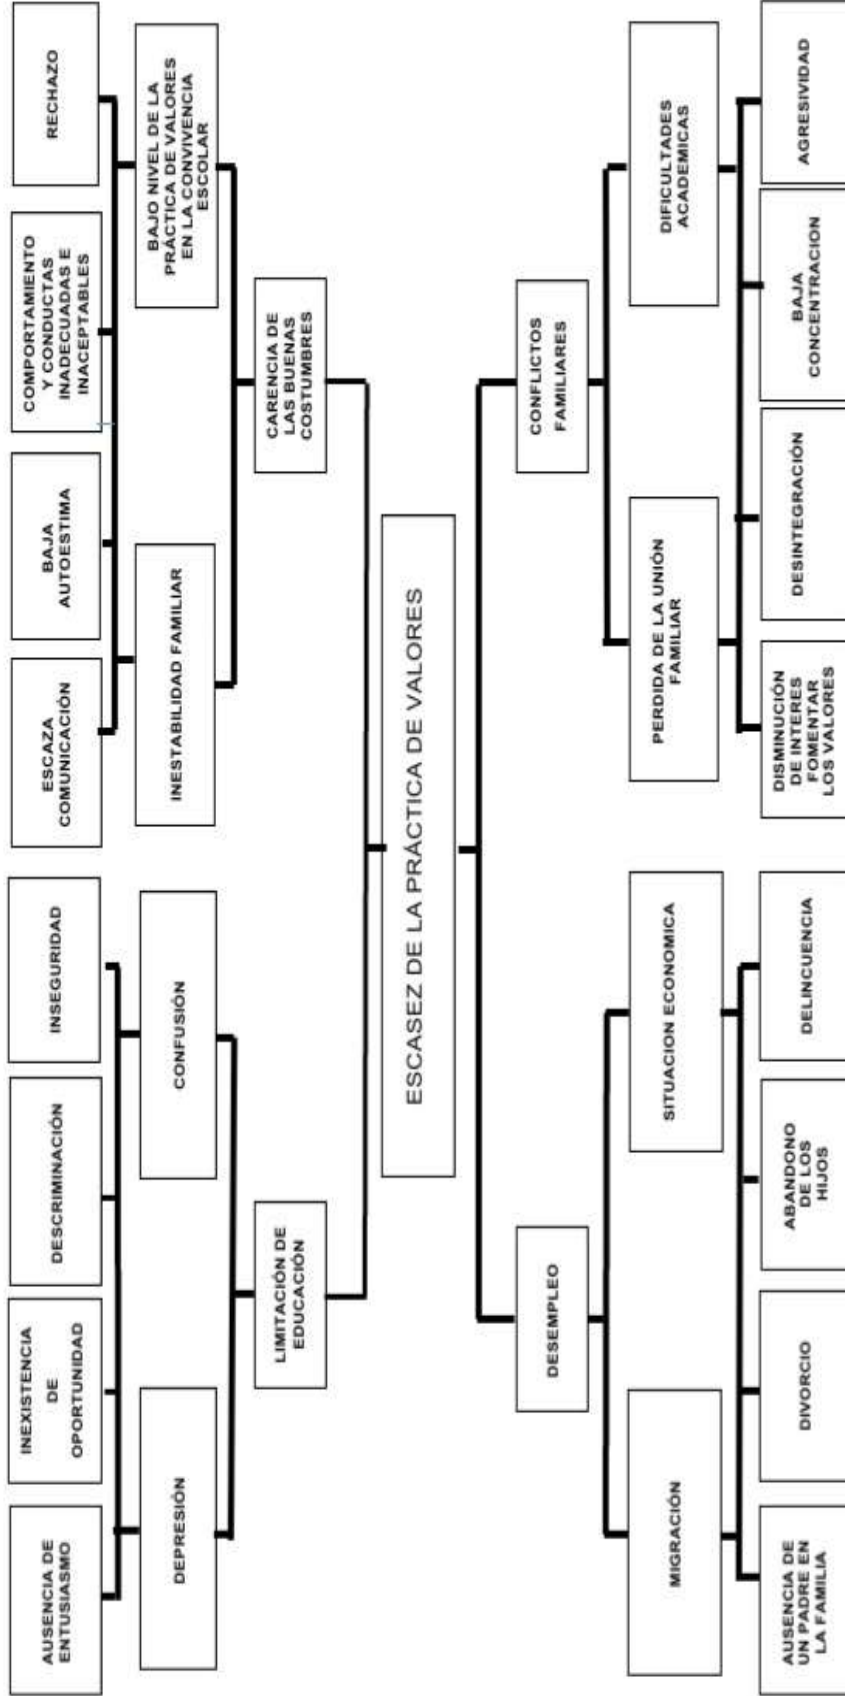 AUSENCIA DE
ENTUSIASMO
INEXISTENCIA
DE
OPORTUNIDAD
DESCRIMINACIÓN
INSEGURIDAD
ESCAZA
COMUNICACIÓN
BAJA
AUTOESTIMA
COMPORTAMIENTO
Y CONDUCTAS
INADECUADAS E
INACEPTABLES
RECHAZO
DEPRESIÓN
CONFUSIÓN
INESTABILIDAD FAMILIAR
BAJO NIVEL DE LA
PRÁCTICA DE VALORES
EN LA CONVIVENCIA
ESCOLAR
LIMITACIÓN DE
EDUCACIÓN
CARENCIA DE
LAS BUENAS
COSTUMBRES
ESCASEZ DE LA PRÁCTICA DE VALORES
DESEMPLEO
CONFLICTOS
FAMILIARES
MIGRACIÓN
SITUACION ECONOMICA
PERDIDA DE LA UNIÓN
FAMILIAR
DIFICULTADES
ACADEMICAS
AUSENCIA DE
UN PADRE EN
LA FAMILIA
DIVORCIO
ABANDONO
DE LOS
HIJOS
DELINCUENCIA
DISMINUCIÓN
DE INTERES
FOMENTAR
LOS VALORES
DESINTEGRACIÓN
BAJA
CONCENTRACION
AGRESIVIDAD